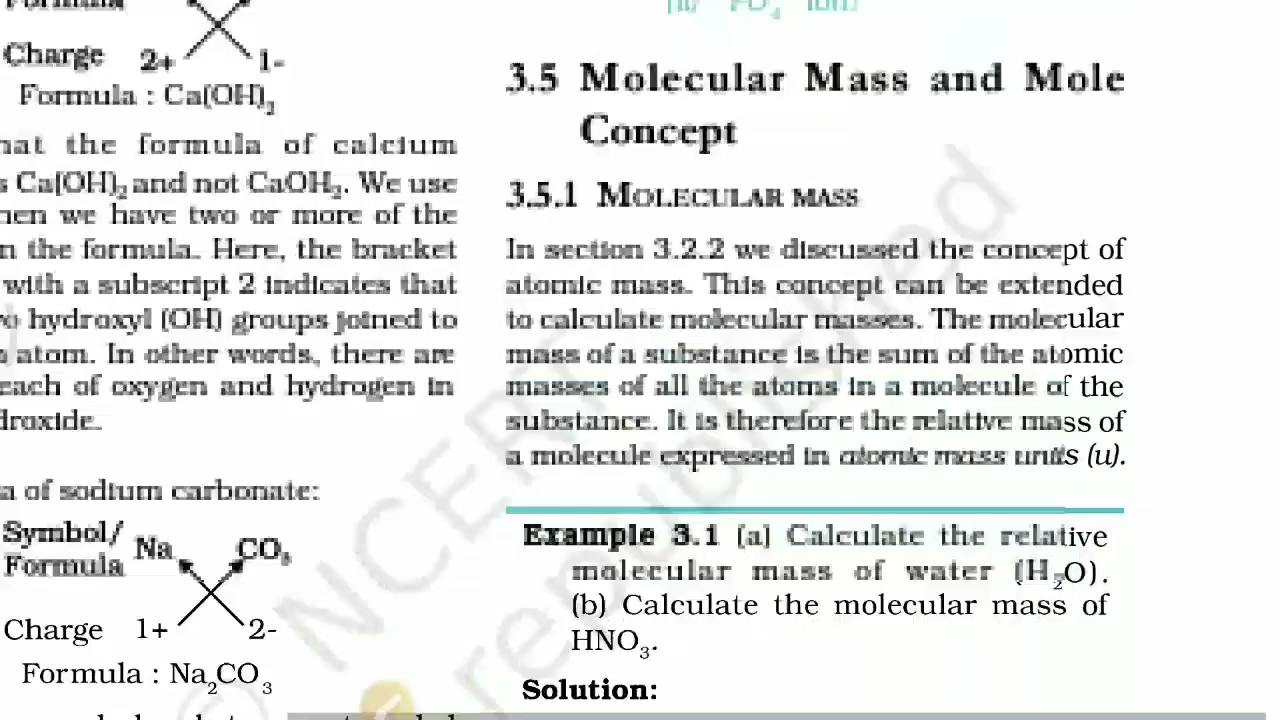 Charge 2+ 1-
Formula : Ca(OH)₂
hat the formula of calcium
s Ca(OH)₂ and not CaOH₂. We use
hen we have two or more of the
n the formula. Here, the bracket
with a subscript 2 indicates that
o hydroxyl (OH) groups joined to
atom. In other words, there are
each of oxygen and hydrogen in
droxide.
a of sodium carbonate:
Symbol/
Formula Na CO₃
Charge 1+ 2-
Formula : Na₂CO₃
3.5 Molecular Mass and Mole
Concept
3.5.1 MOLECULAR MASS
In section 3.2.2 we discussed the concept of
atomic mass. This concept can be extended
to calculate molecular masses. The molecular
mass of a substance is the sum of the atomic
masses of all the atoms in a molecule of the
substance. It is therefore the relative mass of
a molecule expressed in atomic mass units (u).
Example 3.1 (a) Calculate the relative
molecular mass of water (H₂O).
(b) Calculate the molecular mass of
HNO₃.
Solution:
© NCERT
republished